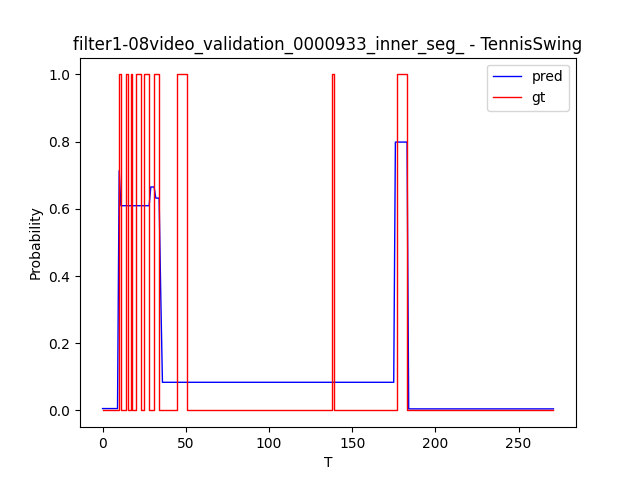 filter1-08video_validation_0000933_inner_seg_ - TennisSwing
pred
gt
1.0
0.8
0.6
0.4
0.2
0.0
Probability
0
50
100
150
200
250
T